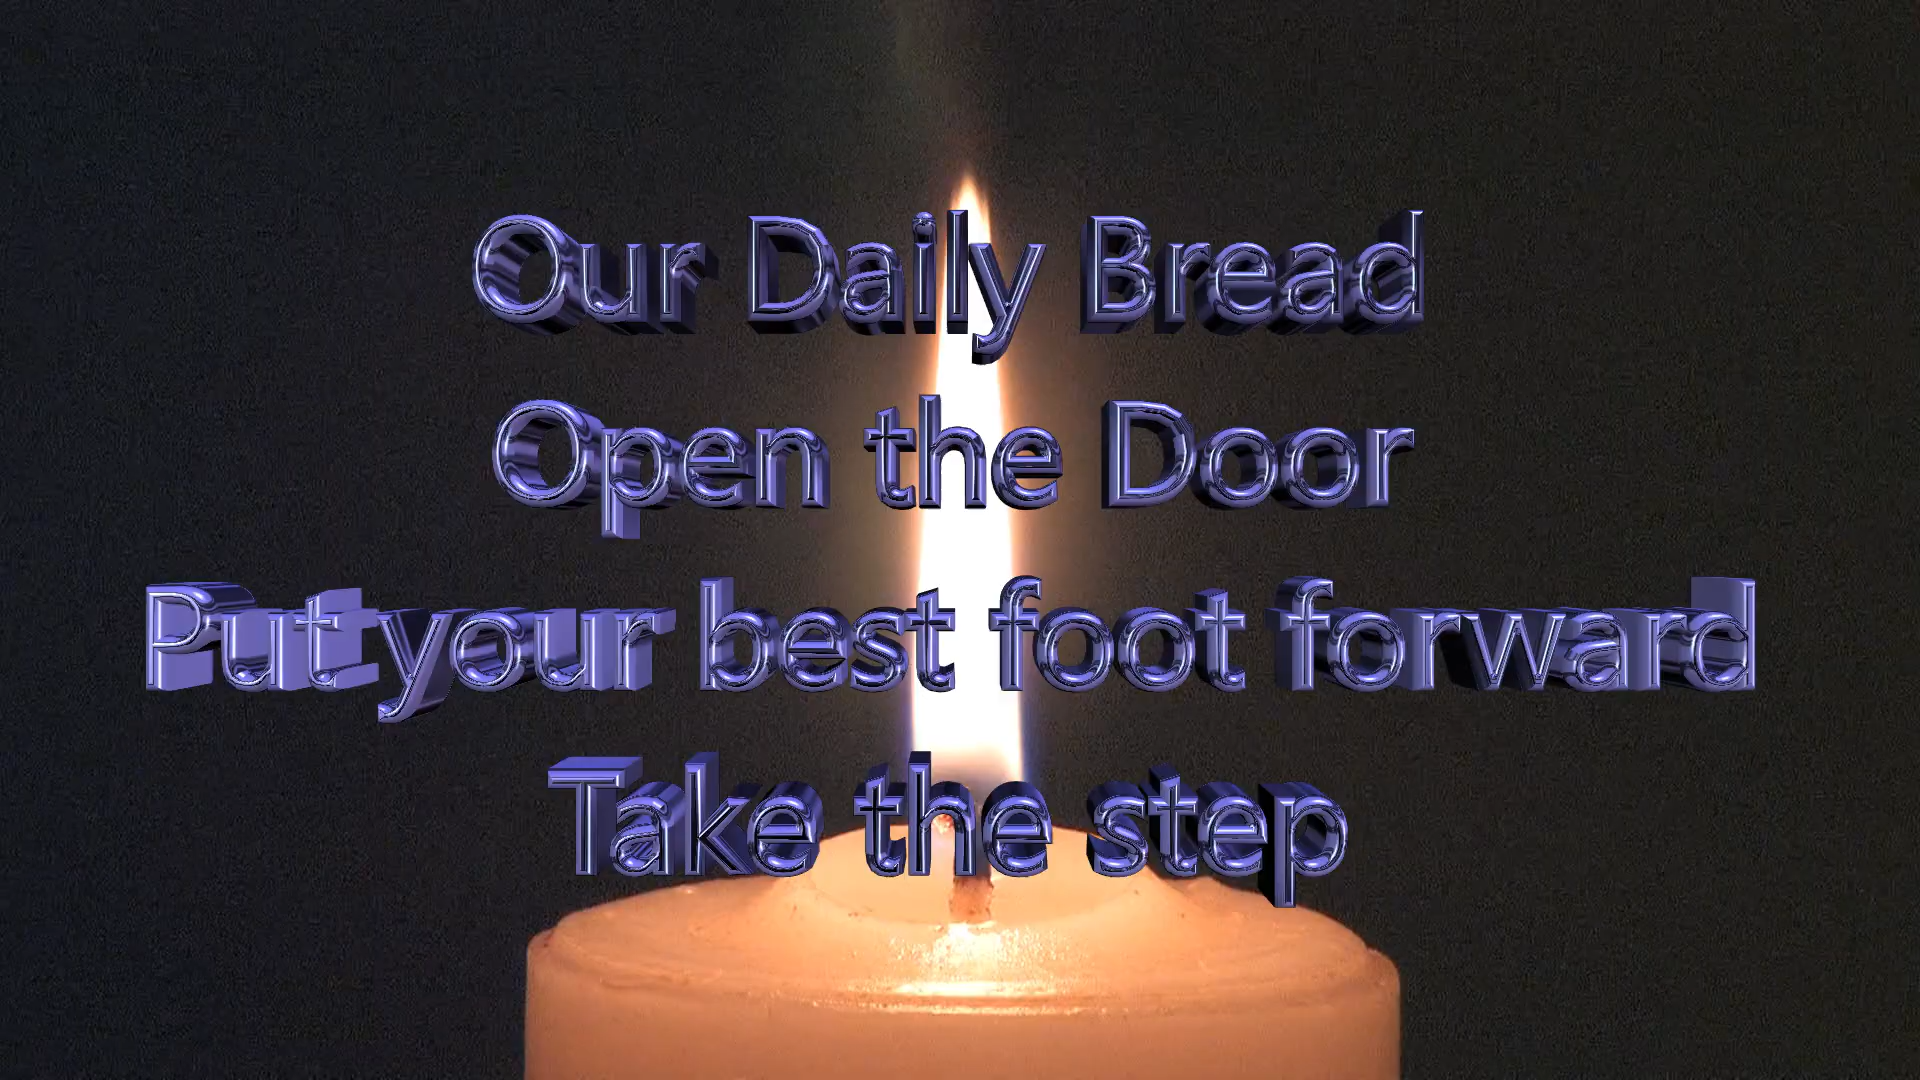 Our Daily Bread
Open the Door
Put your best foot forward
Take the step